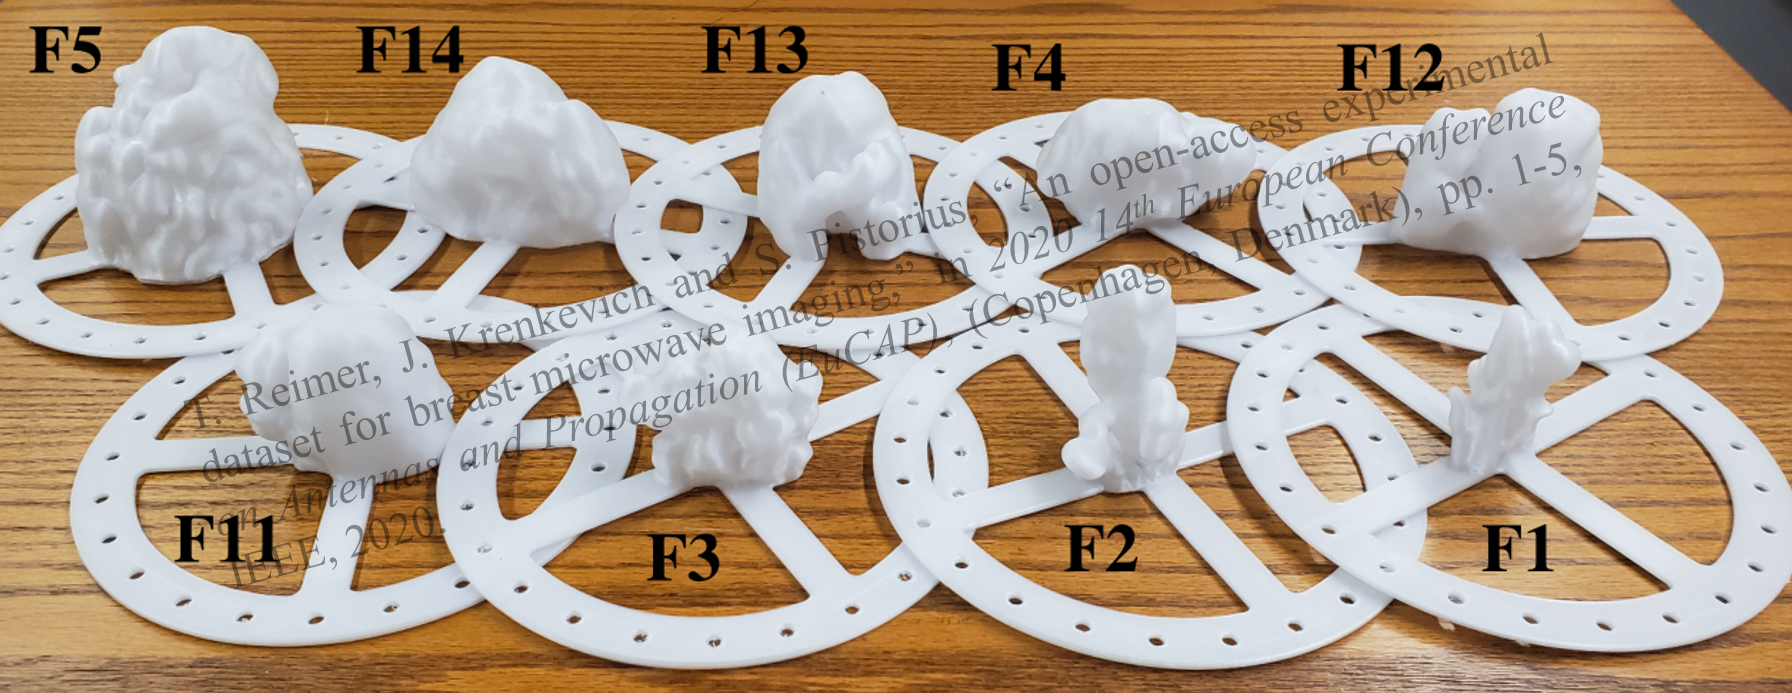 F5 F14 F13 F4 F12
T. Reimer, J. Krenkevich and S. Pistorius, “An open-access experimental
dataset for breast microwave imaging,” in 2020 14th European Conference
on Antennas and Propagation (EuCAP), (Copenhagen, Denmark), pp. 1-5,
IEEE, 2020.
F11 F3 F2 F1